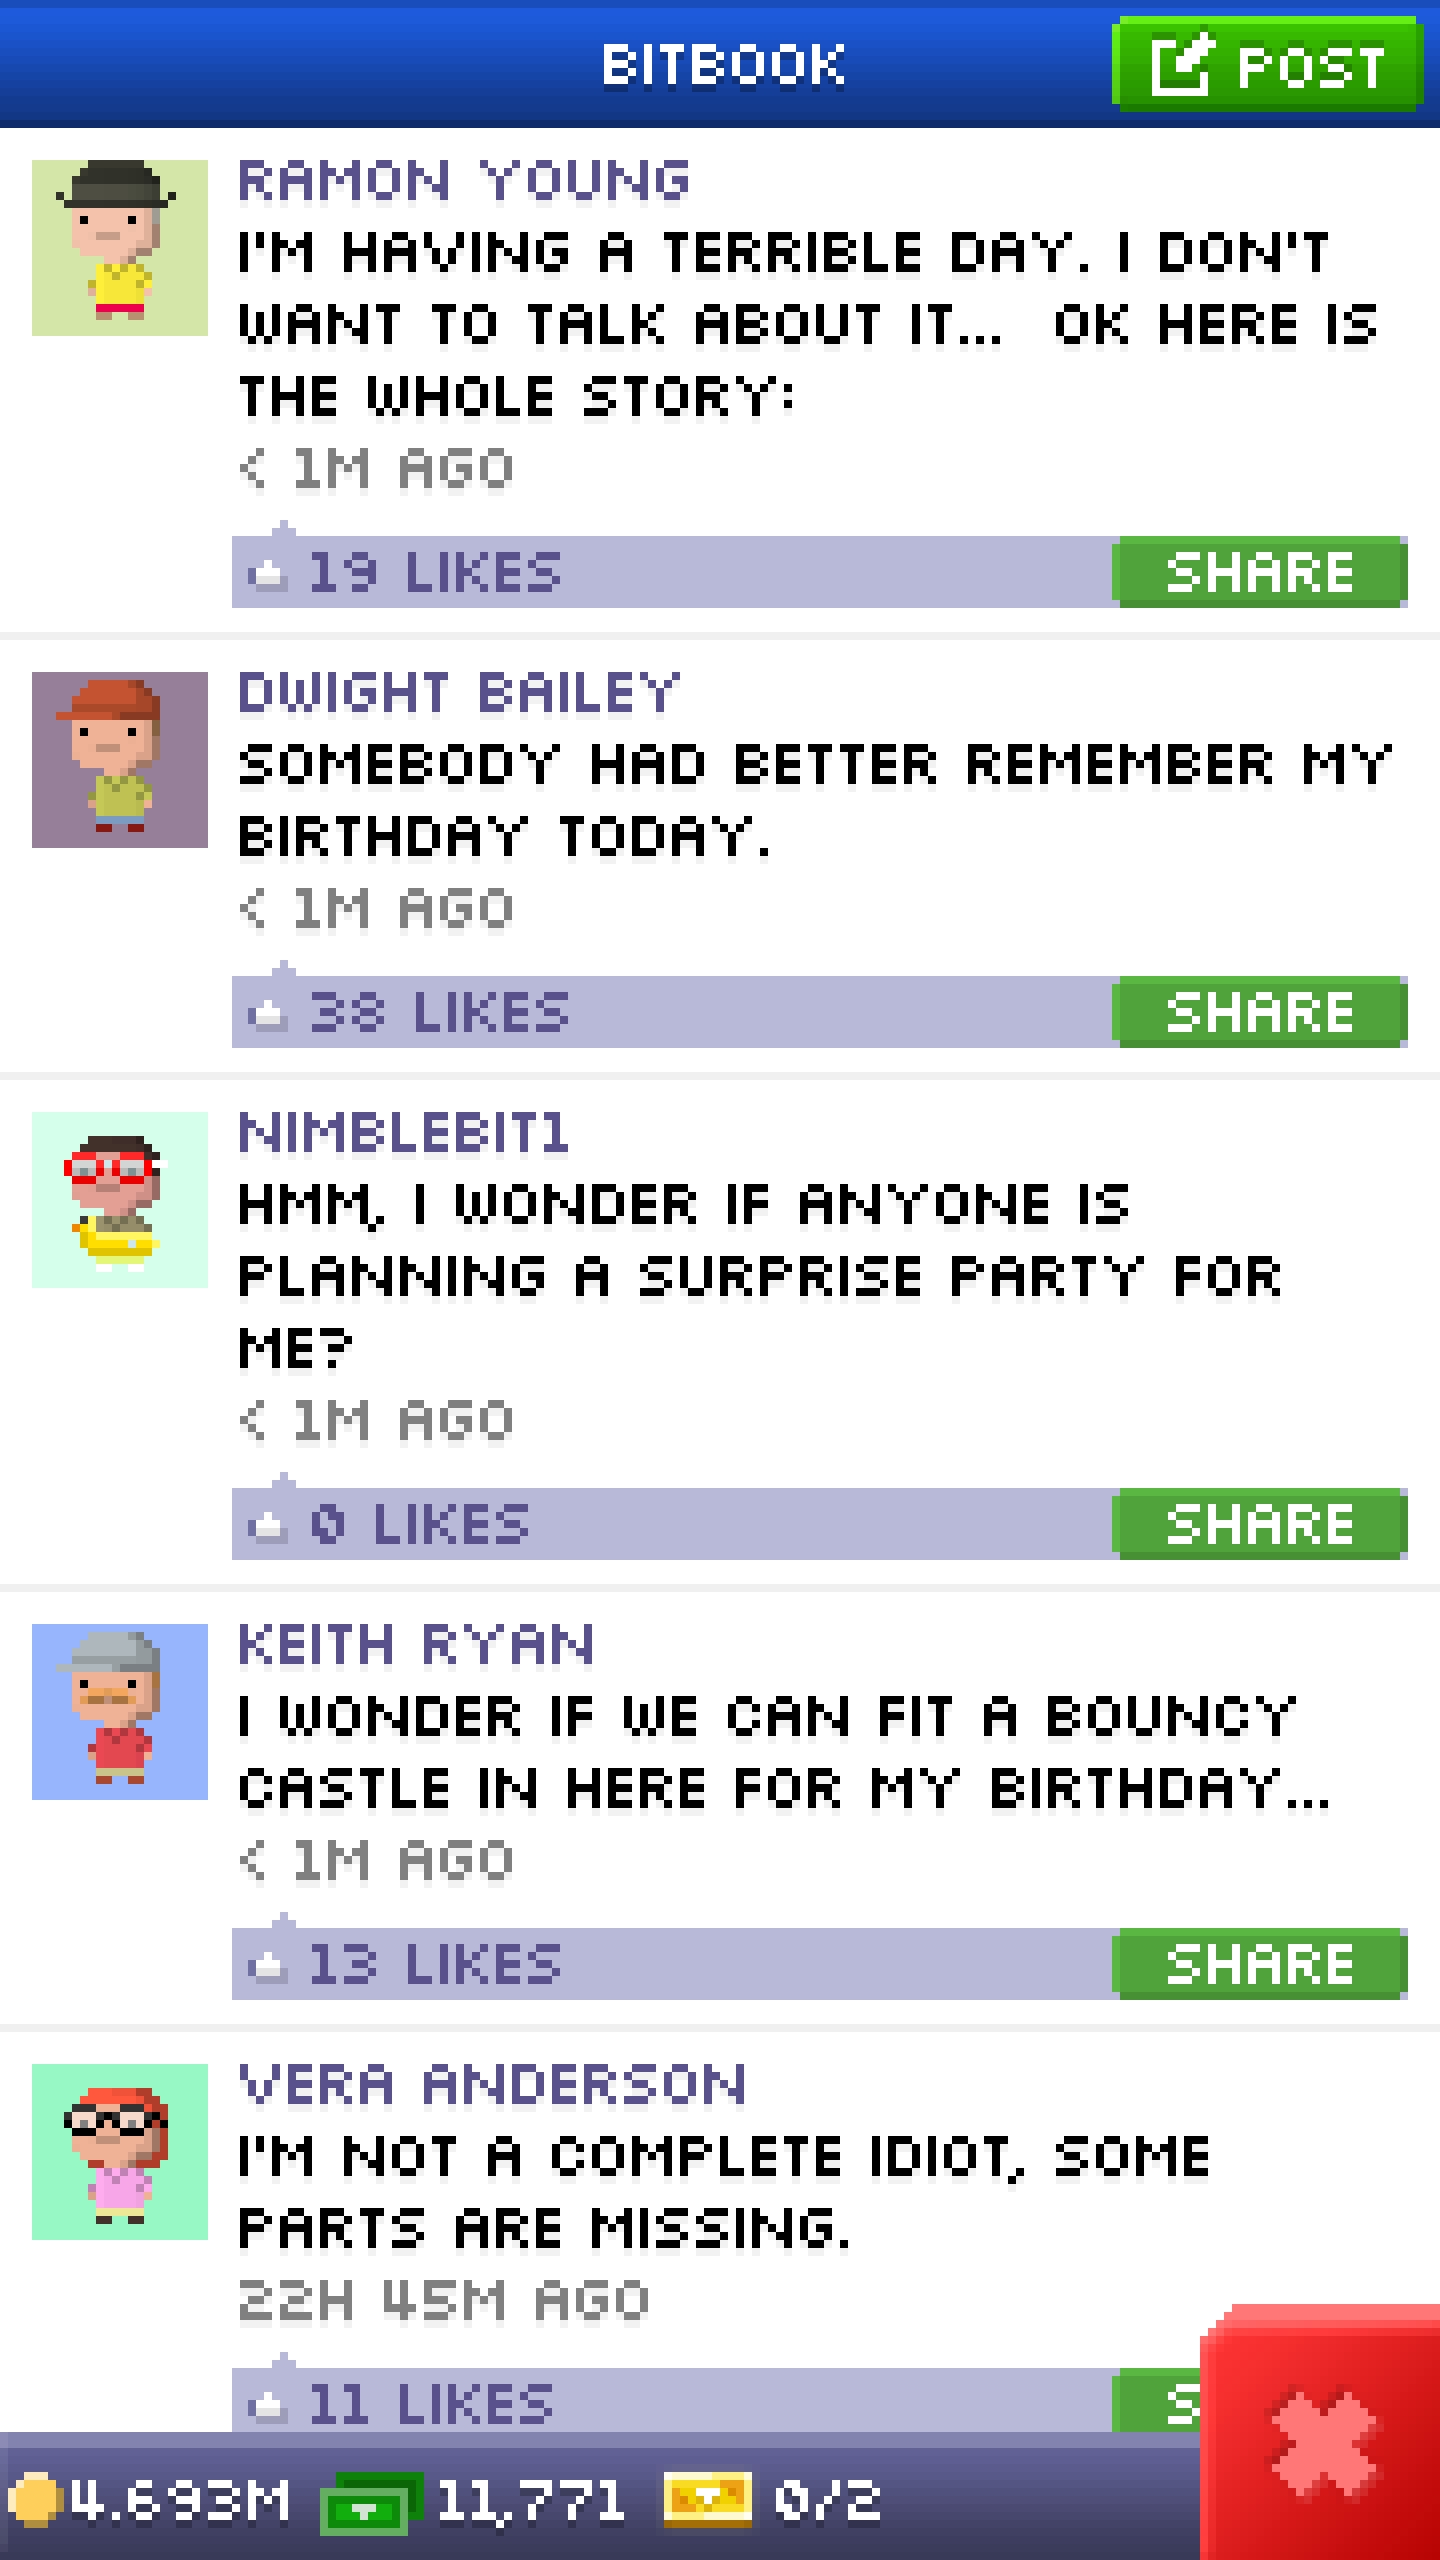 BITBOOK
POST
RAMON YOUNG
I'M HAVING A TERRIBLE DAY. I DON'T
WANT TO TALK ABOUT IT... OK HERE IS
THE WHOLE STORY:
< 1M AGO
19 LIKES
SHARE
DWIGHT BAILEY
SOMEBODY HAD BETTER REMEMBER MY
BIRTHDAY TODAY.
< 1M AGO
38 LIKES
SHARE
NIMBLEBIT1
HMM, I WONDER IF ANYONE IS
PLANNING A SURPRISE PARTY FOR
ME?
< 1M AGO
0 LIKES
SHARE
KEITH RYAN
I WONDER IF WE CAN FIT A BOUNCY
CASTLE IN HERE FOR MY BIRTHDAY...
< 1M AGO
13 LIKES
SHARE
VERA ANDERSON
I'M NOT A COMPLETE IDIOT, SOME
PARTS ARE MISSING.
22H 45M AGO
11 LIKES
S
4.693M
11,771
0/2